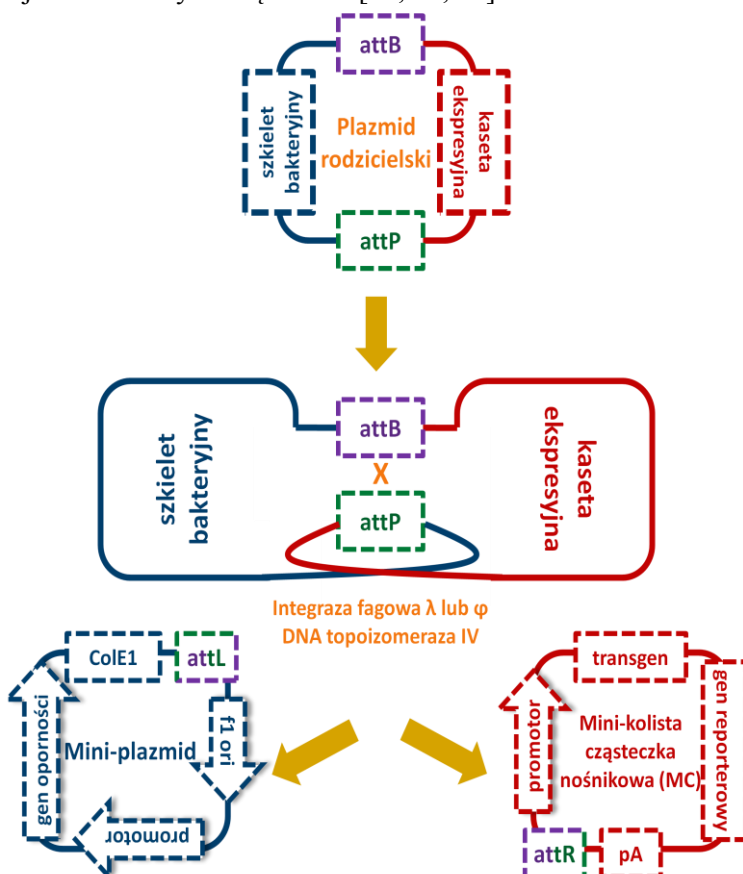 attB
szkielet
bakteryjny
Plazmid
rodzicielski
kaseta
ekspresyjna
attP
szkielet
bakteryjny
attB
X
attP
kaseta
ekspresyjna
Integraza fagowa λ lub φ
DNA topoizomeraza IV
ColE1
attL
gen oporności
Mini-plazmid
f1 ori
promotor
transgen
promotor
Mini-kolista
cząsteczka
nośnikowa (MC)
gen reporterowy
attR
pA